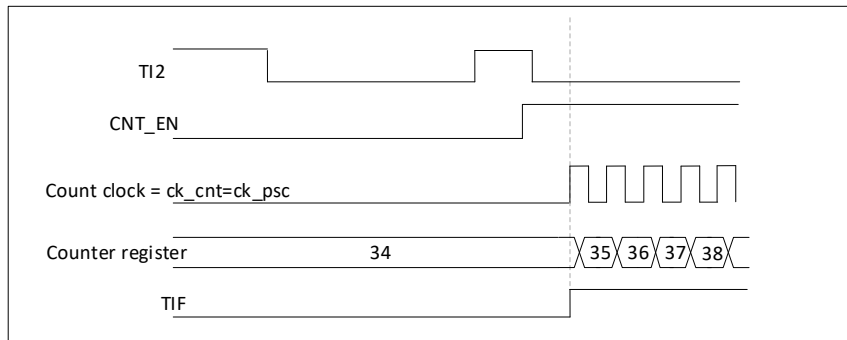 TI2
CNT_EN
Count clock = ck_cnt=ck_psc
Counter register 34 35 36 37 38
TIF